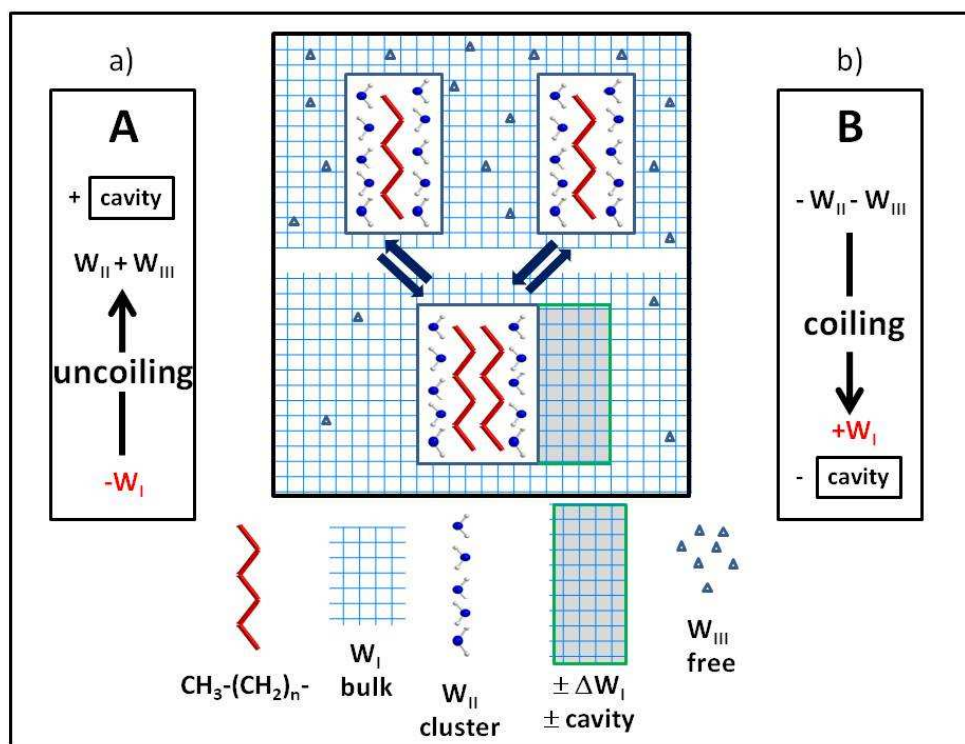 a)
A
+ cavity
W_II + W_III
uncoiling
-W_I
b)
B
- W_II - W_III
coiling
+W_I
- cavity
CH_3-(CH_2)_n-
W_I
bulk
W_II
cluster
± ΔW_I
± cavity
W_III
free